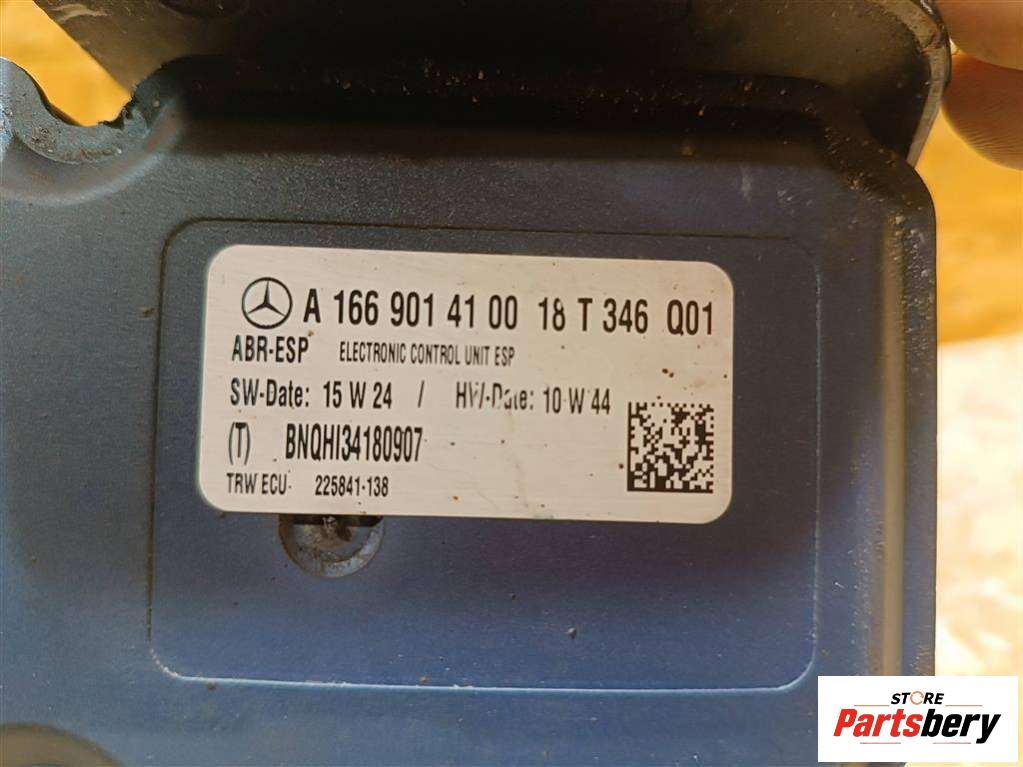 A 166 901 41 00 18 T 346 Q01
ABR-ESP ELECTRONIC CONTROL UNIT ESP
SW-Date: 15 W 24 / HW-Date: 10 W 44
(T) BNQHI34180907
TRW ECU- 225841-138
STORE
Partsbery